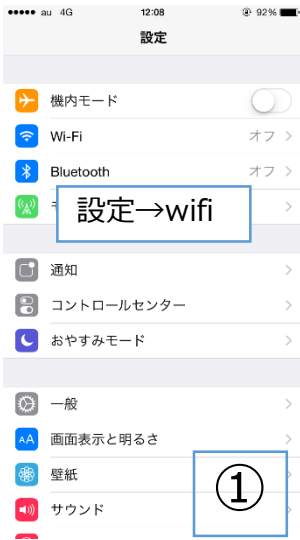 au 4G 12:08 92%
設定
機内モード
Wi-Fi オフ
Bluetooth オフ
設定→wifi
通知
コントロールセンター
おやすみモード
一般
AA 画面表示と明るさ
壁紙
①
サウンド